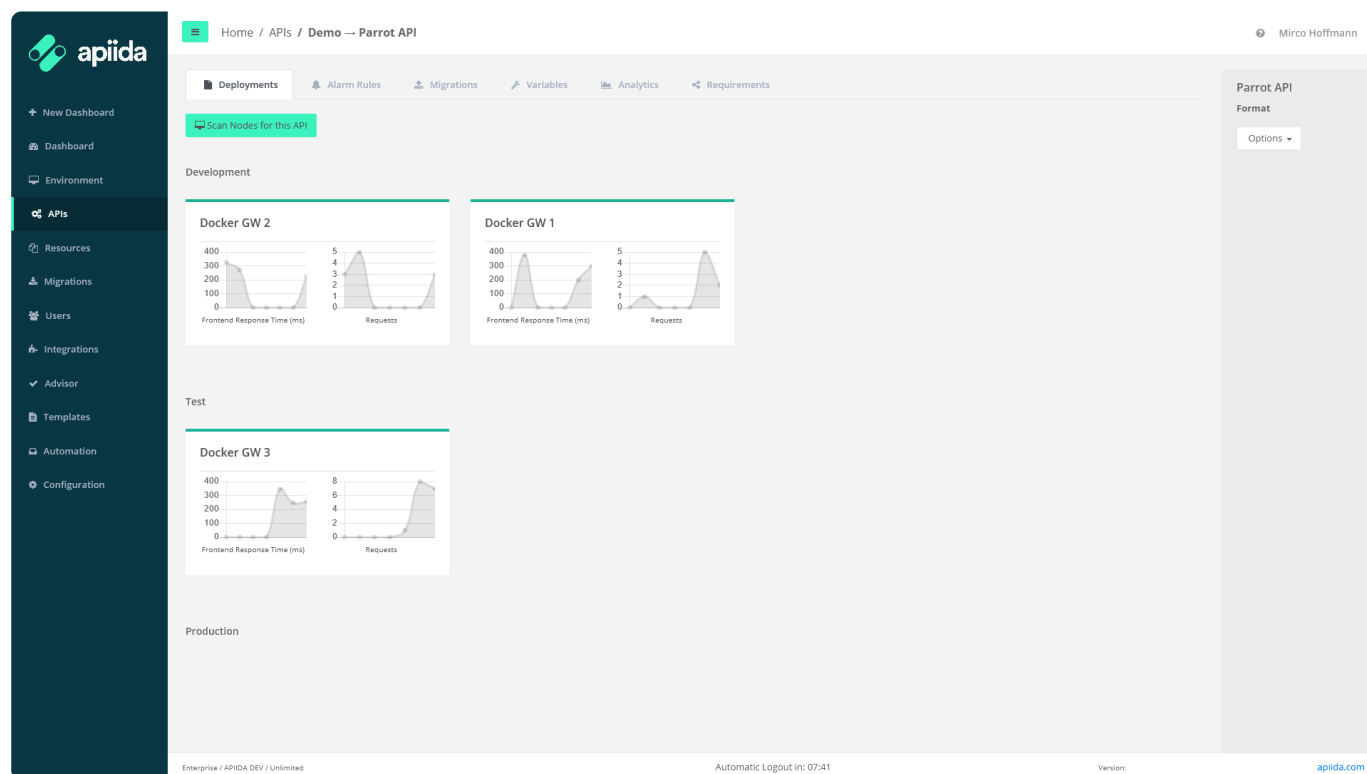 apiida
Home / APIs / Demo → Parrot API
Mirco Hoffmann
New Dashboard
Dashboard
Environment
APIs
Resources
Migrations
Users
Integrations
Advisor
Templates
Automation
Configuration
Deployments Alarm Rules Migrations Variables Analytics Requirements
Scan Nodes for this API
Development
Docker GW 2
400
300
200
100
0
Frontend Response Time (ms)
5
4
3
2
1
0
Requests
Docker GW 1
400
300
200
100
0
Frontend Response Time (ms)
5
4
3
2
1
0
Requests
Test
Docker GW 3
400
300
200
100
0
Frontend Response Time (ms)
8
6
4
2
0
Requests
Production
Parrot API
Format
Options
Enterprise / APIIDA DEV / Unlimited
Automatic Logout in: 07:41
Version:
apiida.com